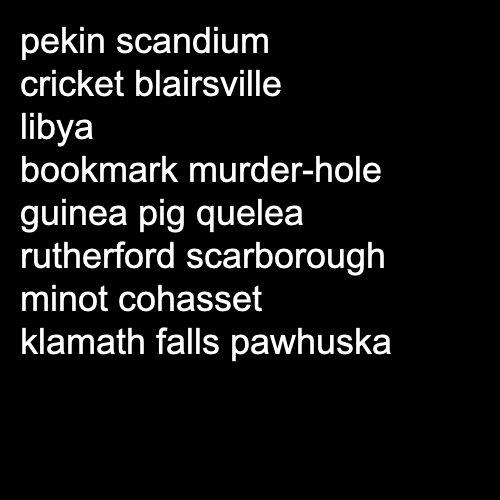 pekin scandium
cricket blairsville
libya
bookmark murder-hole
guinea pig quelea
rutherford scarborough
minot cohasset
klamath falls pawhuska